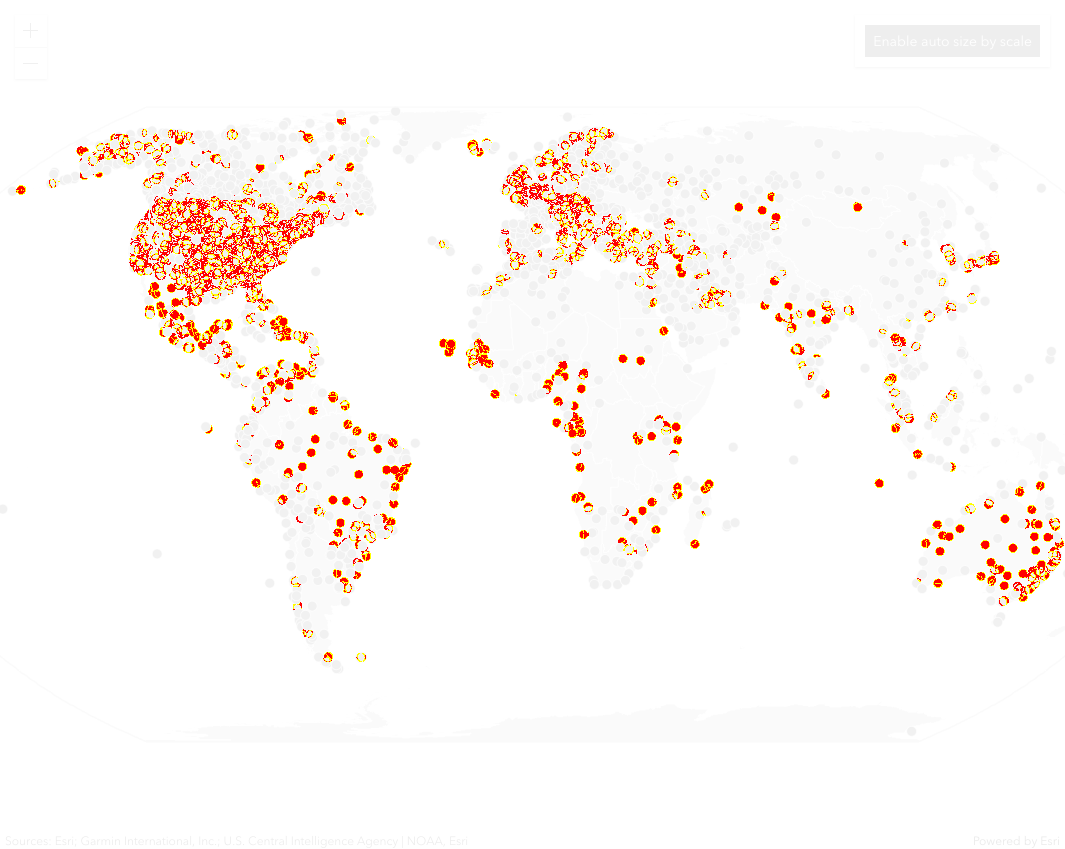 +
Enable auto size by scale
−
Sources: Esri; Garmin International, Inc.; U.S. Central Intelligence Agency | NOAA, Esri
Powered by Esri